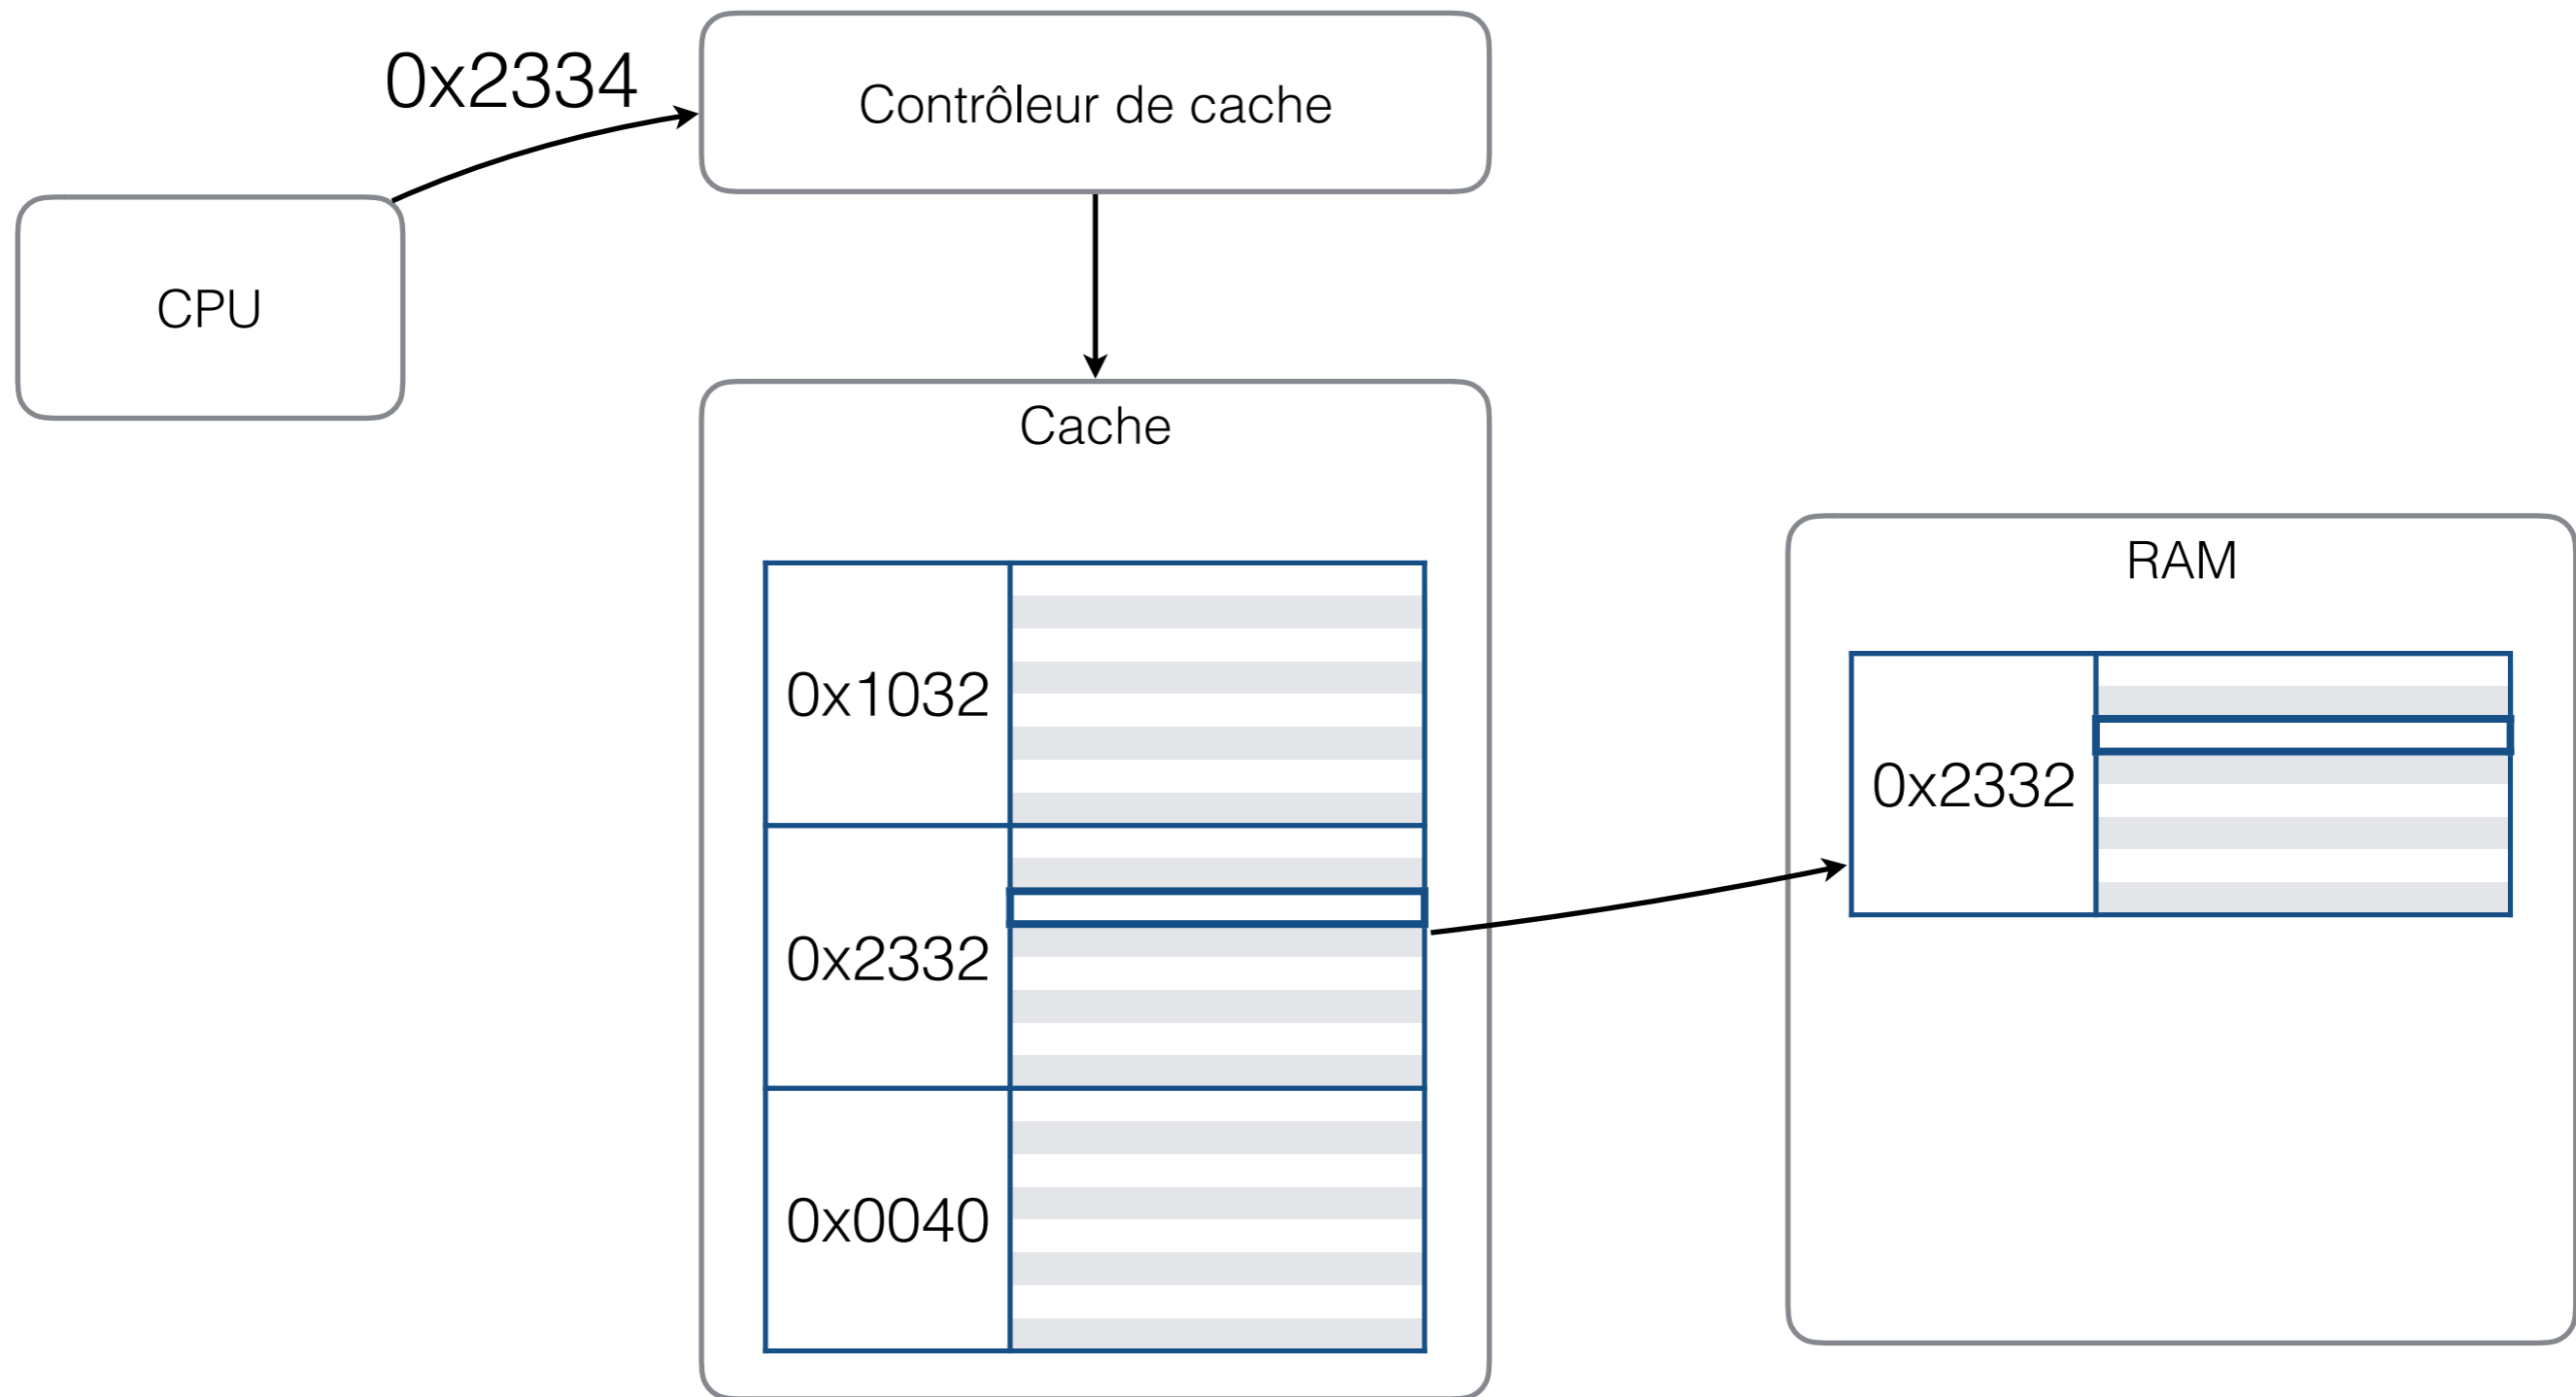 0x2334
Contrôleur de cache
CPU
Cache
0x1032
0x2332
0x0040
RAM
0x2332